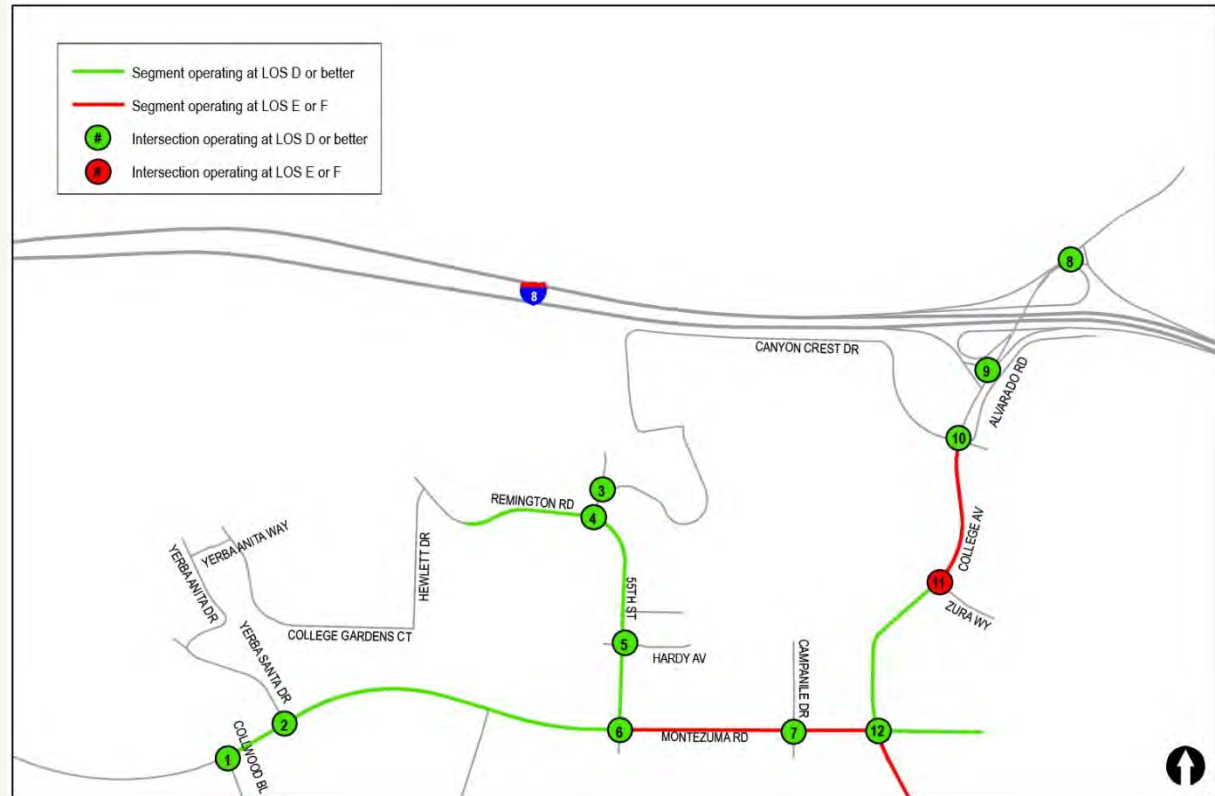 Segment operating at LOS D or better
Segment operating at LOS E or F
# Intersection operating at LOS D or better
# Intersection operating at LOS E or F
8
8
CANYON CREST DR
9
ALVARADO RD
10
3
REMINGTON RD
4
COLLEGE AV
YERBA ANITA WAY
HEWLETT DR
YERBA ANITA DR
55TH ST
11
ZURA WY
COLLEGE GARDENS CT
5
HARDY AV
YERBA SANTA DR
CAMPANILE DR
2
6
7
12
MONTEZUMA RD
1
COLLWOOD BL